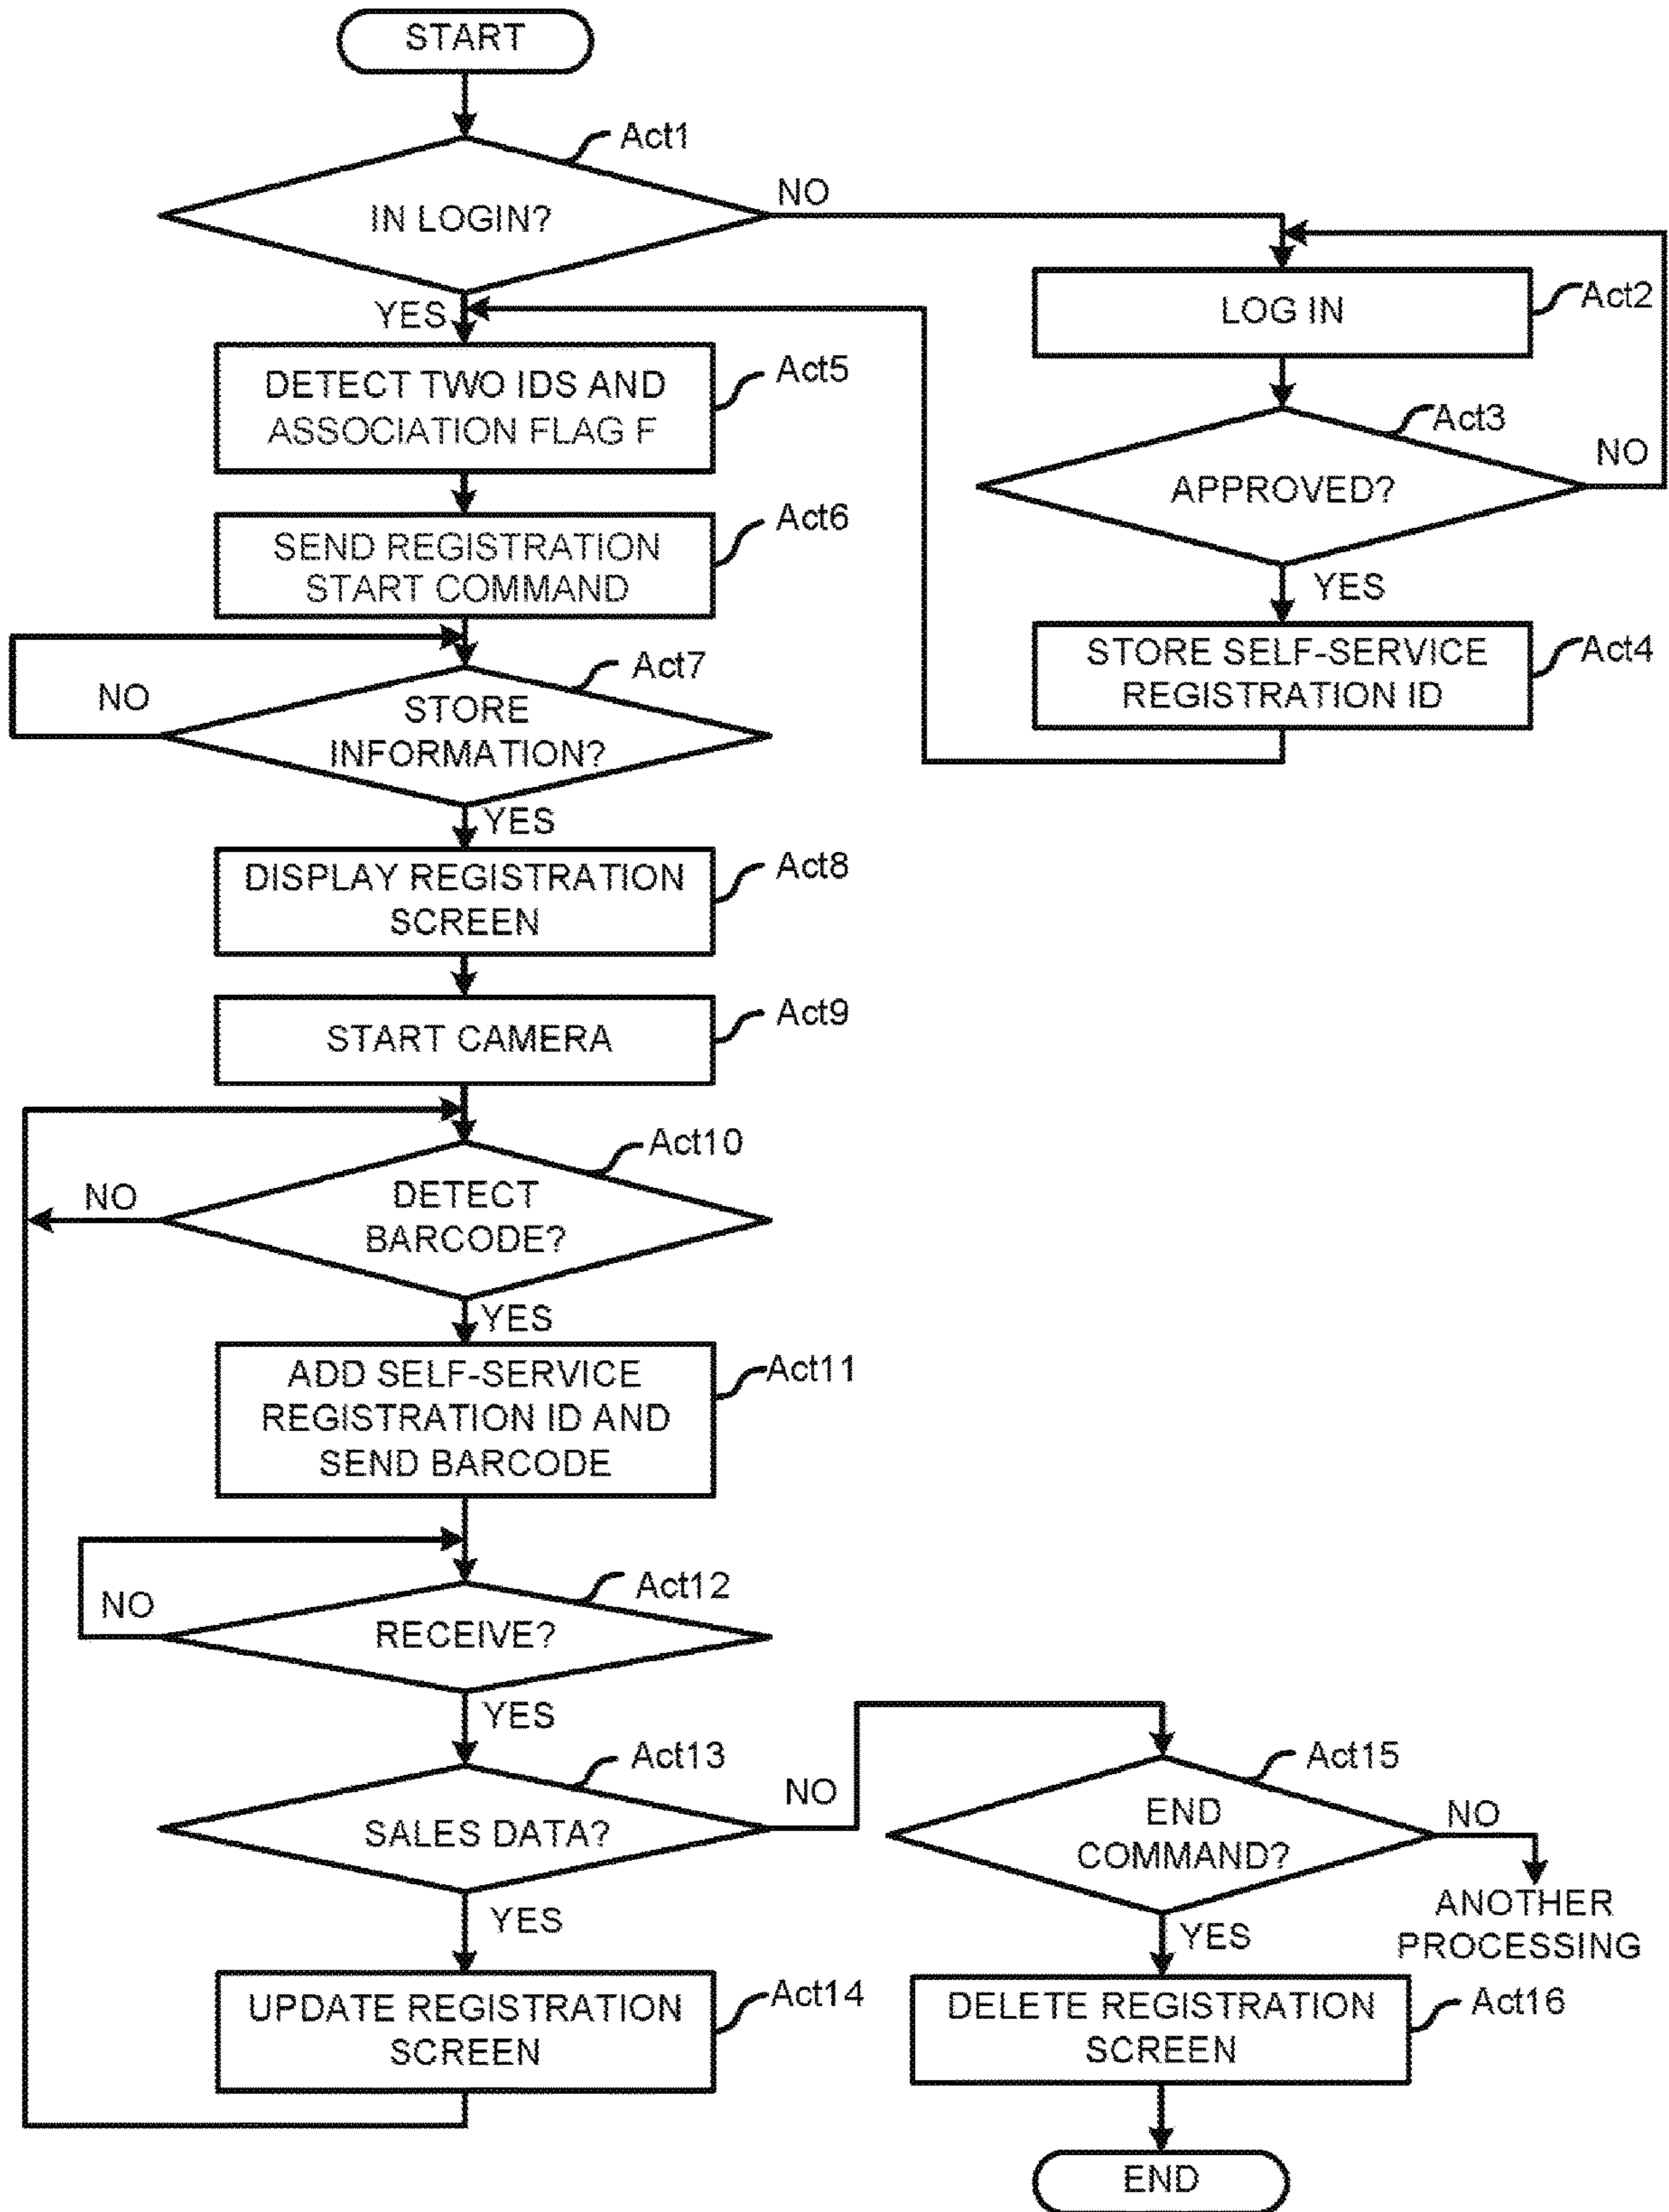 START
Act1
IN LOGIN?
NO
YES
LOG IN
Act2
Act3
APPROVED?
NO
YES
STORE SELF-SERVICE
REGISTRATION ID
Act4
DETECT TWO IDS AND
ASSOCIATION FLAG F
Act5
SEND REGISTRATION
START COMMAND
Act6
Act7
NO
STORE
INFORMATION?
YES
DISPLAY REGISTRATION
SCREEN
Act8
START CAMERA
Act9
Act10
NO
DETECT
BARCODE?
YES
ADD SELF-SERVICE
REGISTRATION ID AND
SEND BARCODE
Act11
Act12
NO
RECEIVE?
YES
Act13
SALES DATA?
NO
YES
UPDATE REGISTRATION
SCREEN
Act14
Act15
END
COMMAND?
NO
ANOTHER
PROCESSING
YES
DELETE REGISTRATION
SCREEN
Act16
END